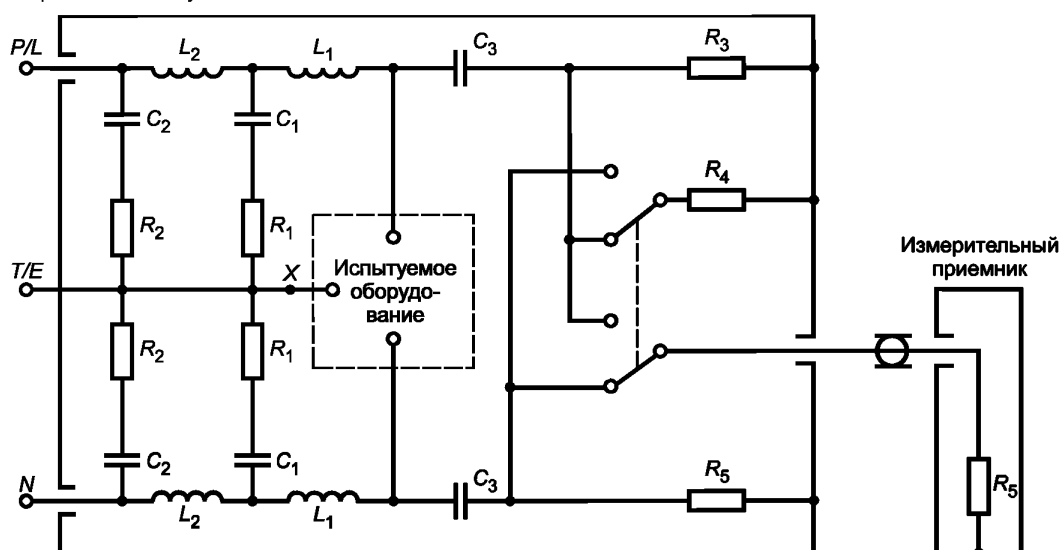 P/L
L2
L1
C3
R3
C2
C1
R4
R2
R1
Измерительный
приемник
T/E
X
Испытуемое
оборудо-
вание
R2
R1
C2
C1
N
L2
L1
C3
R5
R5